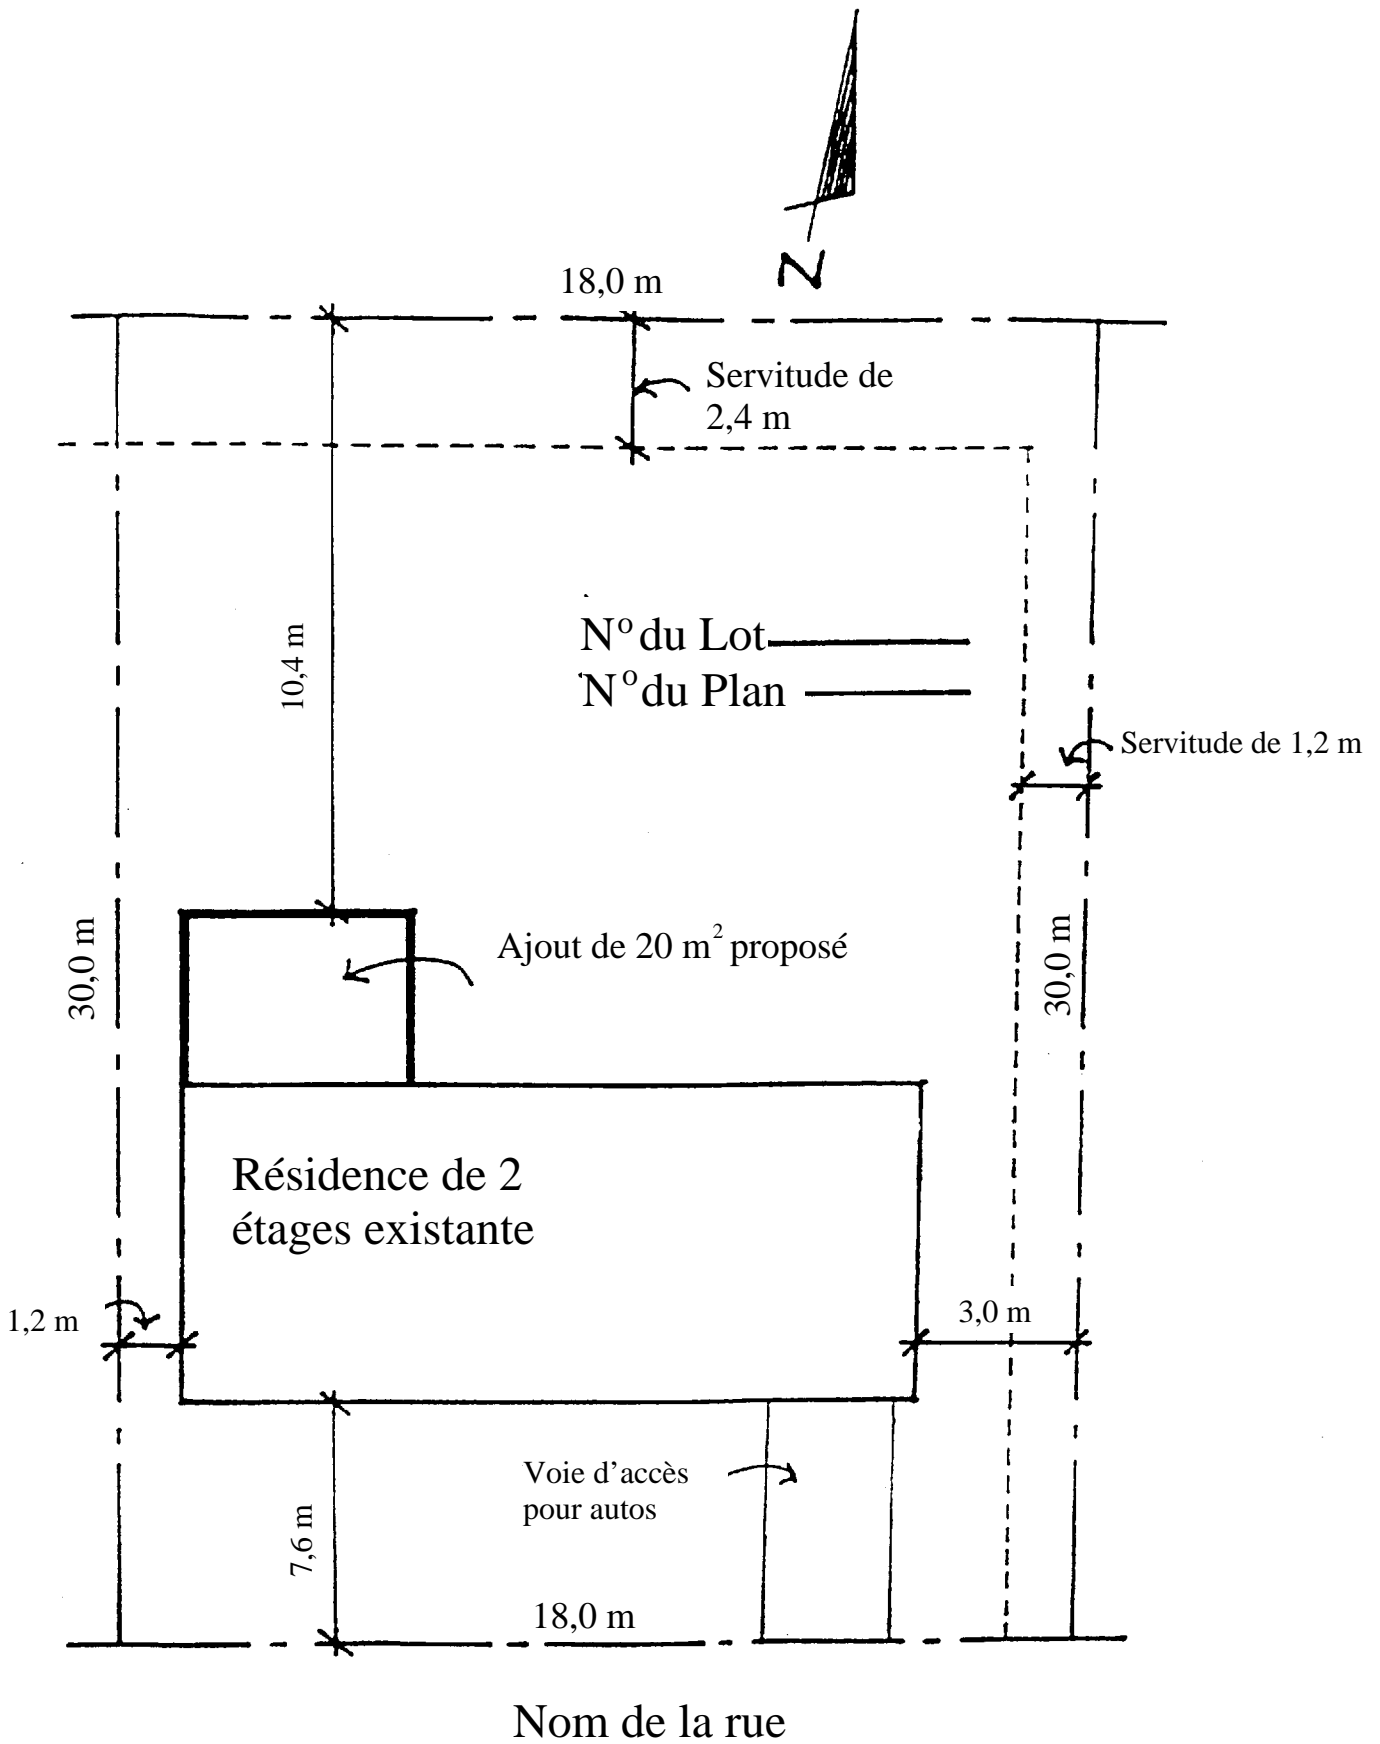 N
18,0 m
Servitude de
2,4 m
10,4 m
N° du Lot
N° du Plan
Servitude de 1,2 m
30,0 m
Ajout de 20 m² proposé
30,0 m
Résidence de 2
étages existante
1,2 m
3,0 m
Voie d’accès
pour autos
7,6 m
18,0 m
Nom de la rue